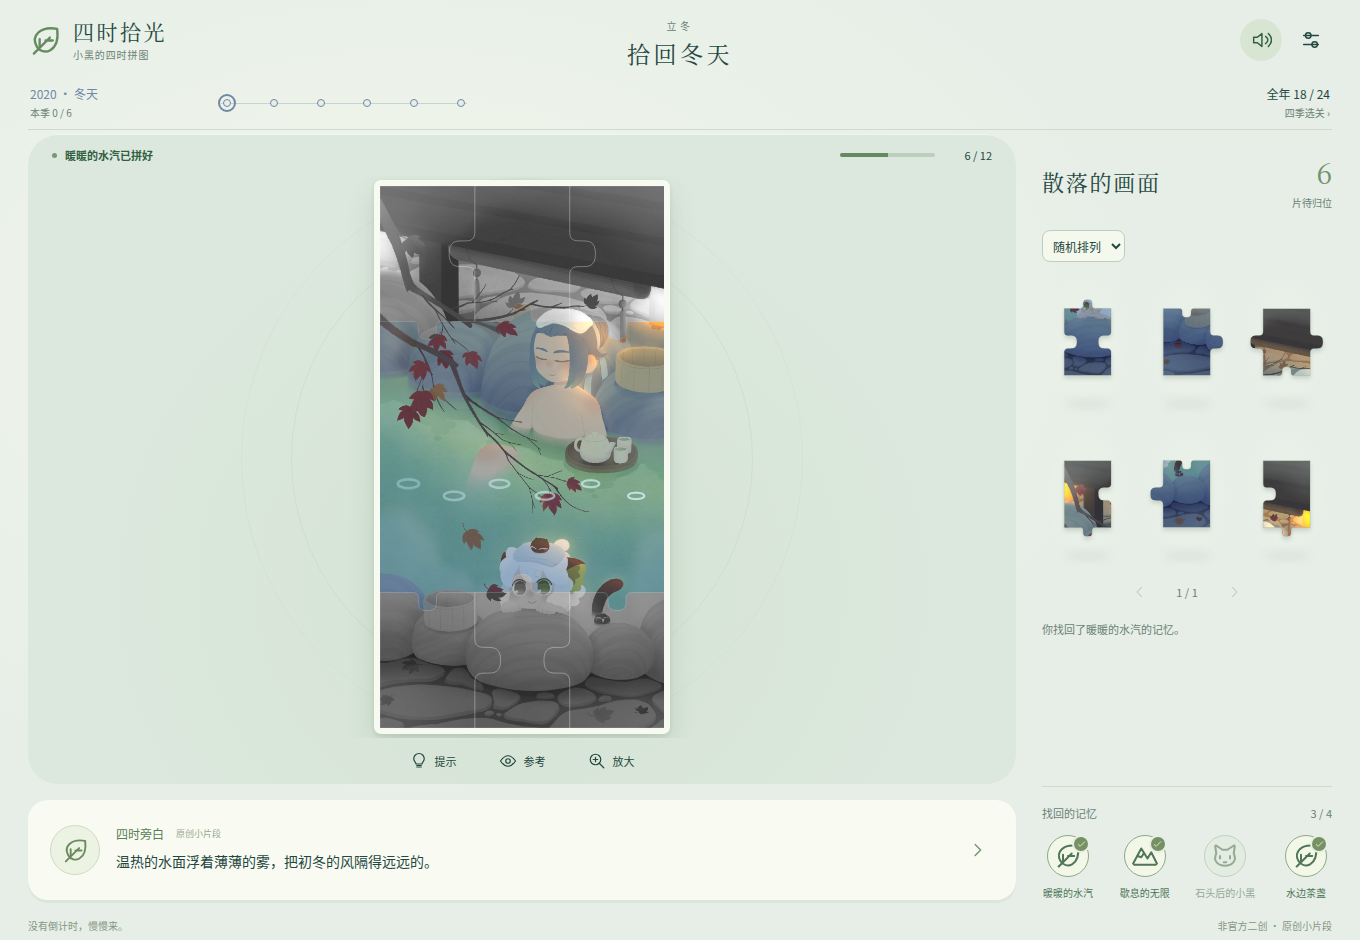 四时拾光
小黑的四时拼图
立冬
拾回冬天
2020 · 冬天
本季 0 / 6
全年 18 / 24
四季选关 ›
暖暖的水汽已拼好
6 / 12
散落的画面
6
片待归位
随机排列
1 / 1
你找回了暖暖的水汽的记忆。
提示
参考
放大
四时旁白
原创小片段
温热的水面浮着薄薄的雾，把初冬的风隔得远远的。
找回的记忆
3 / 4
暖暖的水汽
歇息的无限
石头后的小黑
水边茶盏
没有倒计时，慢慢来。
非官方二创 · 原创小片段